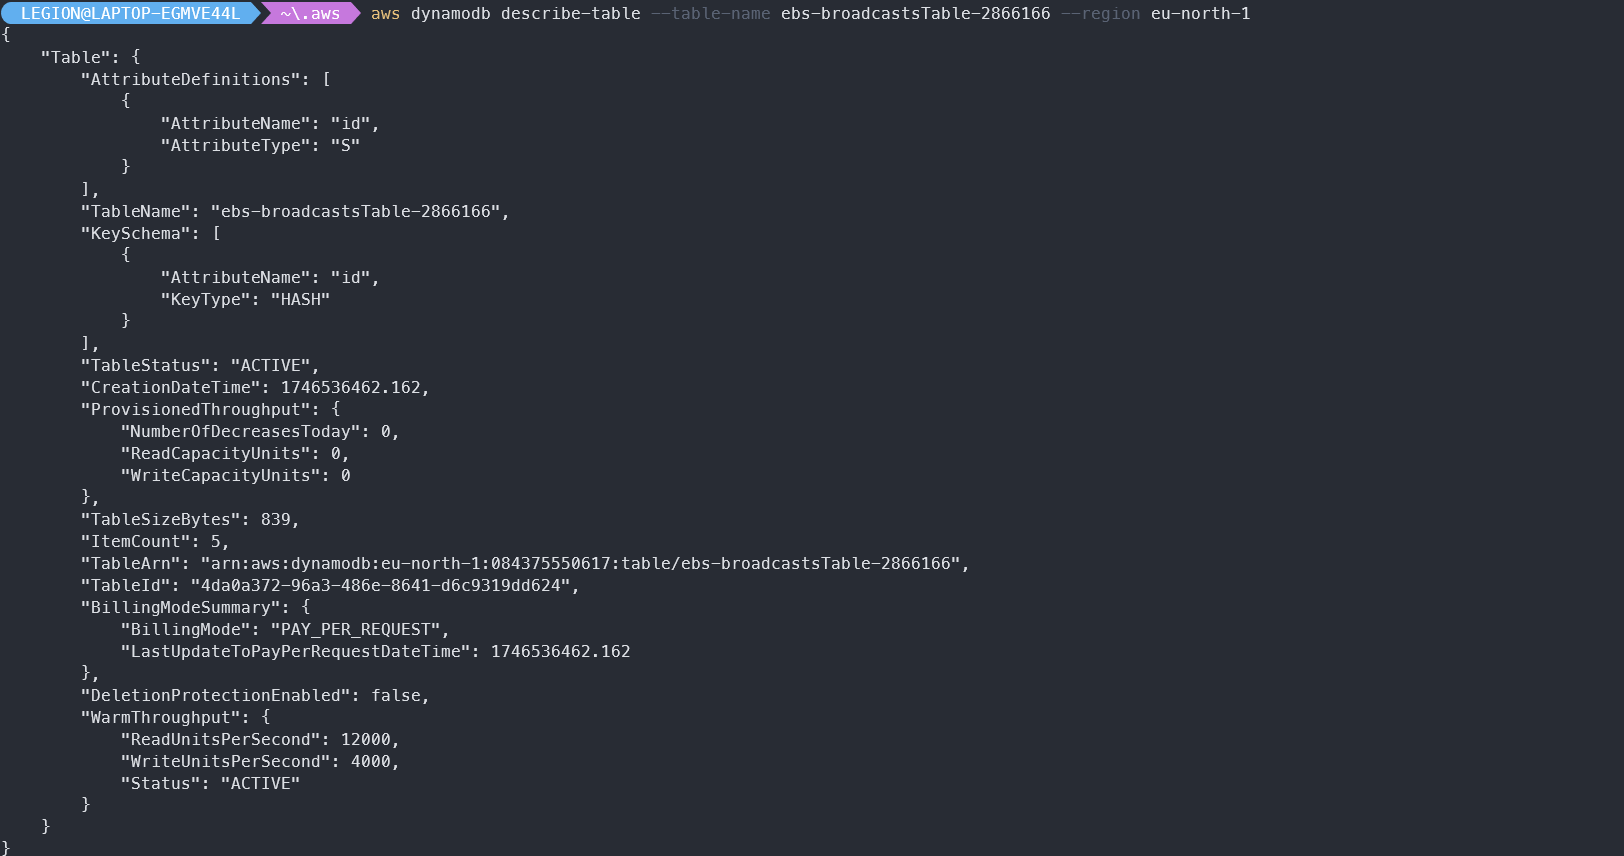 LEGION@LAPTOP-EGMVE44L ~\.aws aws dynamodb describe-table --table-name ebs-broadcastsTable-2866166 --region eu-north-1
{
    "Table": {
        "AttributeDefinitions": [
            {
                "AttributeName": "id",
                "AttributeType": "S"
            }
        ],
        "TableName": "ebs-broadcastsTable-2866166",
        "KeySchema": [
            {
                "AttributeName": "id",
                "KeyType": "HASH"
            }
        ],
        "TableStatus": "ACTIVE",
        "CreationDateTime": 1746536462.162,
        "ProvisionedThroughput": {
            "NumberOfDecreasesToday": 0,
            "ReadCapacityUnits": 0,
            "WriteCapacityUnits": 0
        },
        "TableSizeBytes": 839,
        "ItemCount": 5,
        "TableArn": "arn:aws:dynamodb:eu-north-1:084375550617:table/ebs-broadcastsTable-2866166",
        "TableId": "4da0a372-96a3-486e-8641-d6c9319dd624",
        "BillingModeSummary": {
            "BillingMode": "PAY_PER_REQUEST",
            "LastUpdateToPayPerRequestDateTime": 1746536462.162
        },
        "DeletionProtectionEnabled": false,
        "WarmThroughput": {
            "ReadUnitsPerSecond": 12000,
            "WriteUnitsPerSecond": 4000,
            "Status": "ACTIVE"
        }
    }
}